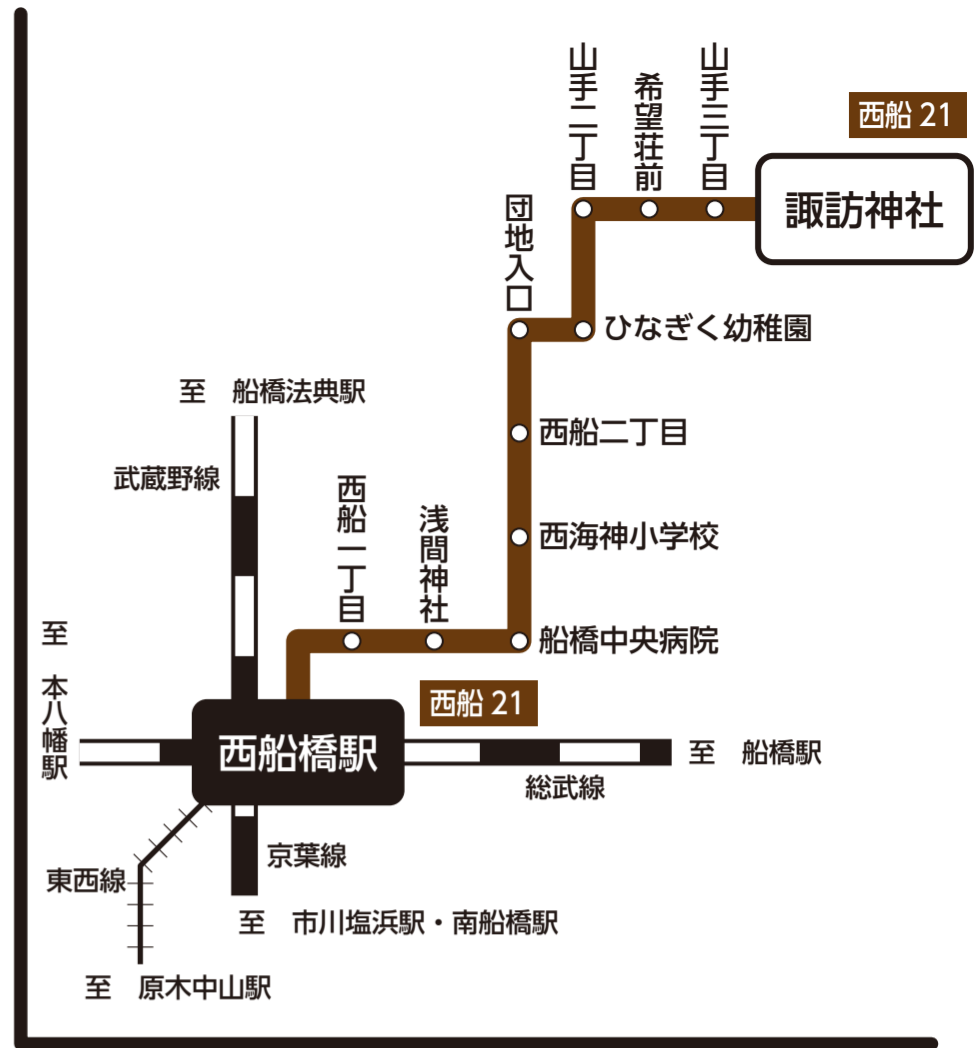 山手二丁目
希望荘前
山手三丁目
西船 21
諏訪神社
団地入口
ひなぎく幼稚園
至 船橋法典駅
西船二丁目
武蔵野線
西船一丁目
浅間神社
西海神小学校
至 本八幡駅
船橋中央病院
西船 21
西船橋駅
至 船橋駅
総武線
京葉線
東西線
至 市川塩浜駅・南船橋駅
至 原木中山駅